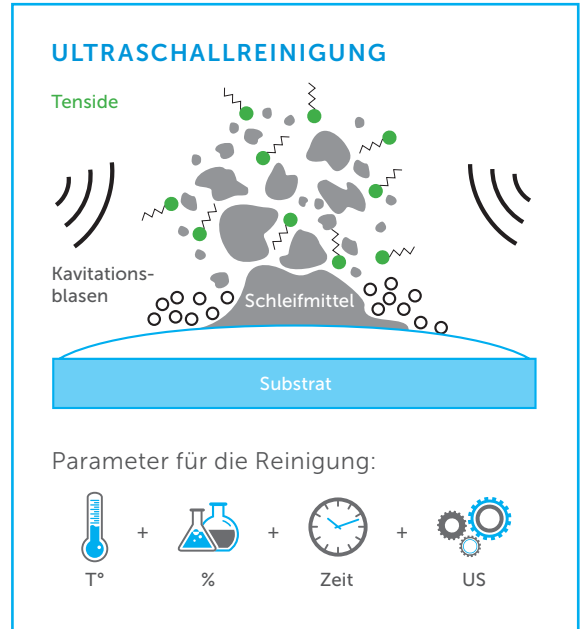 ULTRASCHALLREINIGUNG
Tenside
Kavitations-
blasen
Schleifmittel
Substrat
Parameter für die Reinigung:
T° + % + Zeit + US